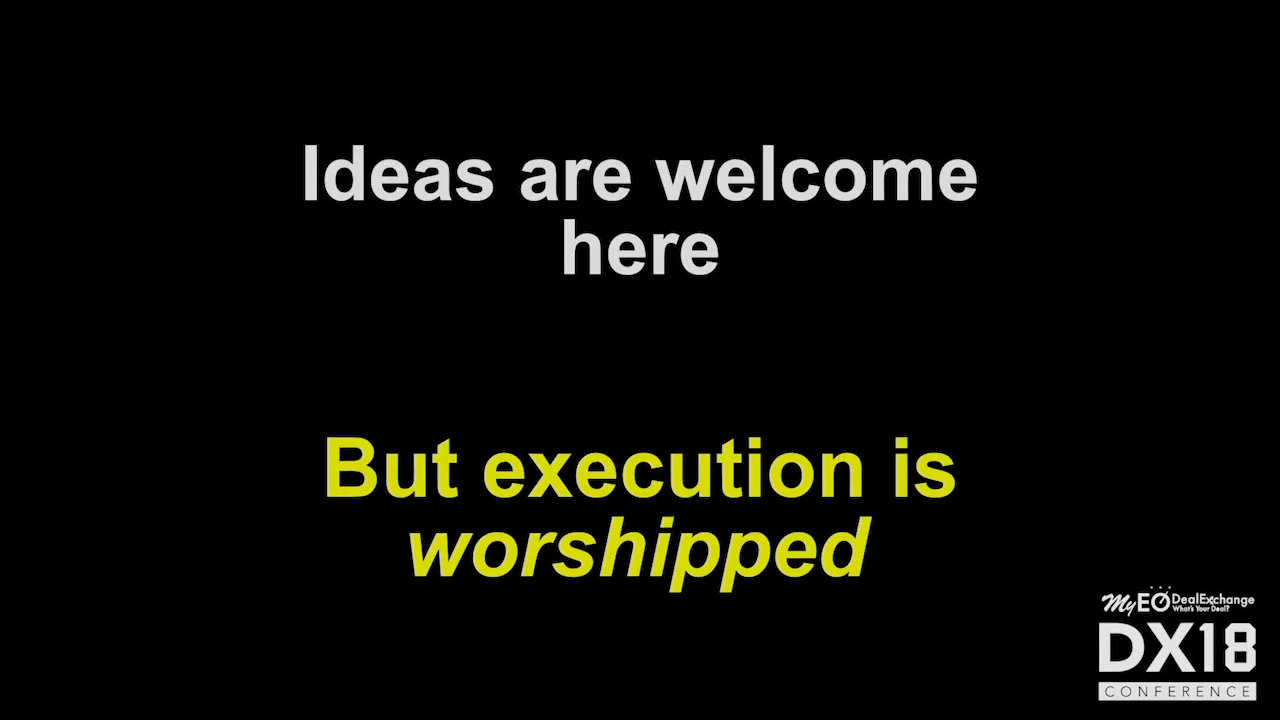 Ideas are welcome
here
But execution is
worshipped
MyEO DealExchange
What's Your Deal?
DX18
CONFERENCE